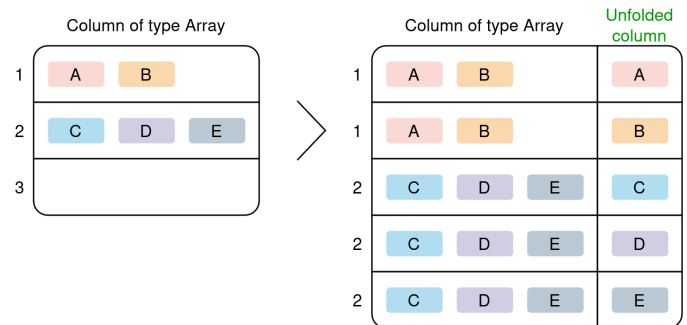 Column of type Array
1 A B
2 C D E
3
Column of type Array Unfolded column
1 A B A
1 A B B
2 C D E C
2 C D E D
2 C D E E